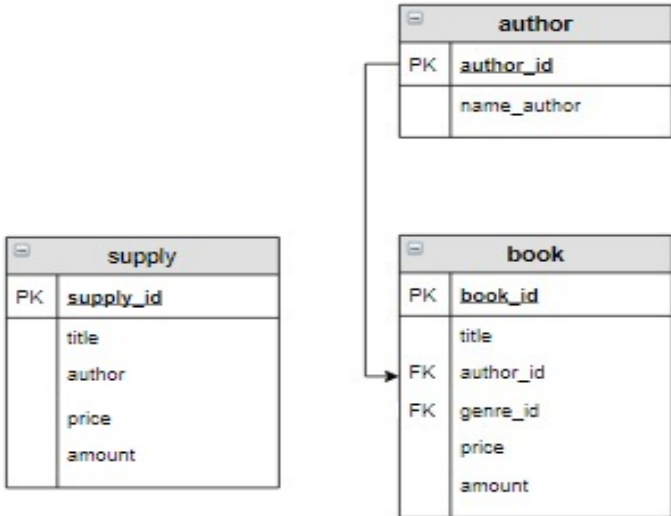 author
PK author_id
name_author
supply
PK supply_id
title
author
price
amount
book
PK book_id
title
FK author_id
FK genre_id
price
amount